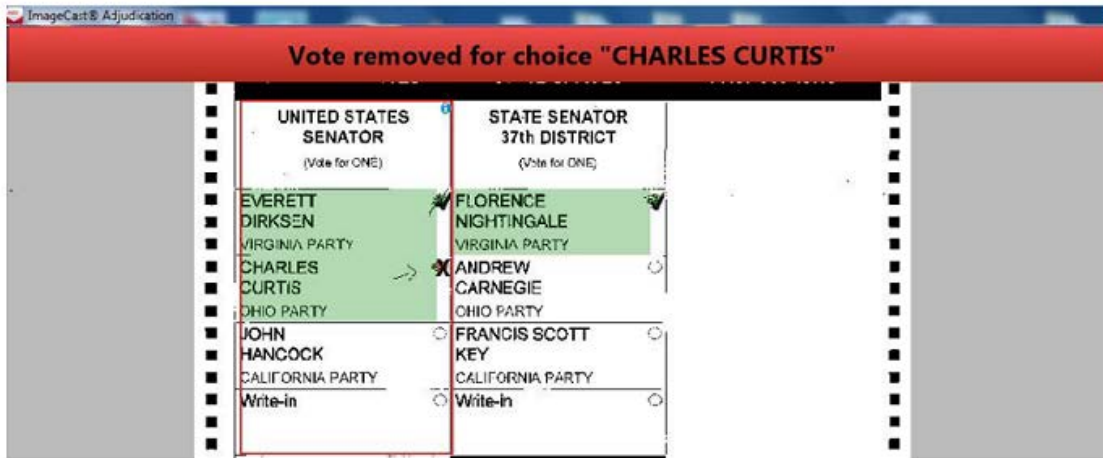 ImageCast® Adjudication
Vote removed for choice "CHARLES CURTIS"
UNITED STATES
SENATOR
(Vote for ONE)
EVERETT
DIRKSEN
VIRGINIA PARTY
CHARLES
CURTIS
OHIO PARTY
JOHN
HANCOCK
CALIFORNIA PARTY
Write-in
STATE SENATOR
37th DISTRICT
(Vote for ONE)
FLORENCE
NIGHTINGALE
VIRGINIA PARTY
ANDREW
CARNEGIE
OHIO PARTY
FRANCIS SCOTT
KEY
CALIFORNIA PARTY
Write-in